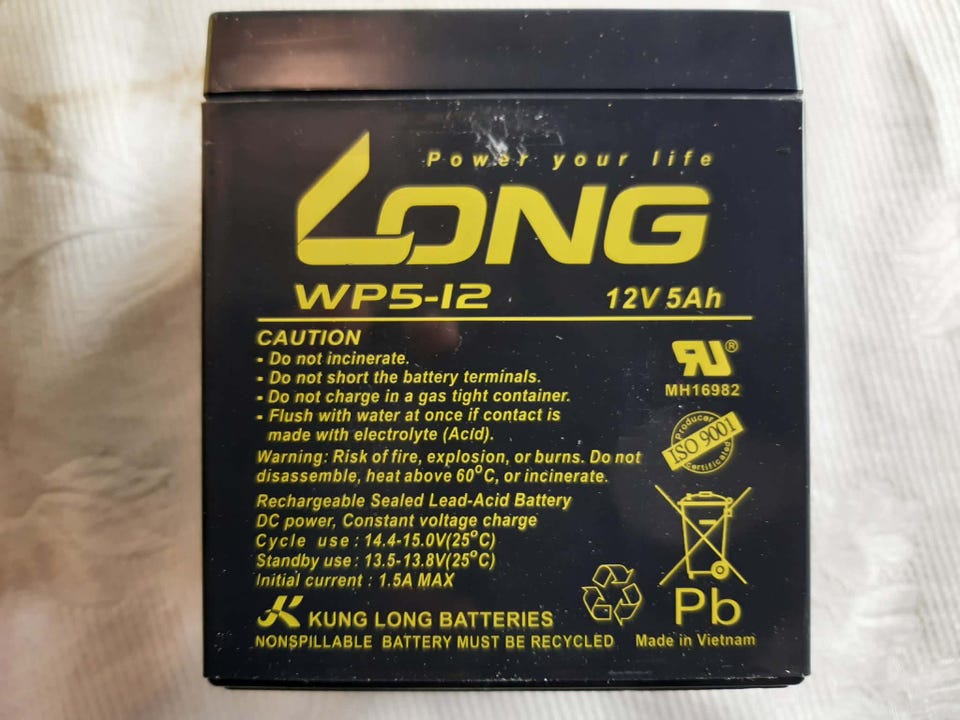 Power your life
LONG
WP5-12 12V 5Ah
CAUTION
- Do not incinerate.
- Do not short the battery terminals.
- Do not charge in a gas tight container.
- Flush with water at once if contact is
made with electrolyte (Acid).
Warning: Risk of fire, explosion, or burns. Do not
disassemble, heat above 60°C, or incinerate.
Rechargeable Sealed Lead-Acid Battery
DC power, Constant voltage charge
Cycle use : 14.4-15.0V(25°C)
Standby use : 13.5-13.8V(25°C)
Initial current : 1.5A MAX
KUNG LONG BATTERIES
NONSPILLABLE BATTERY MUST BE RECYCLED
RU®
MH16982
Producer
ISO 9001
Certificated
Pb
Made in Vietnam